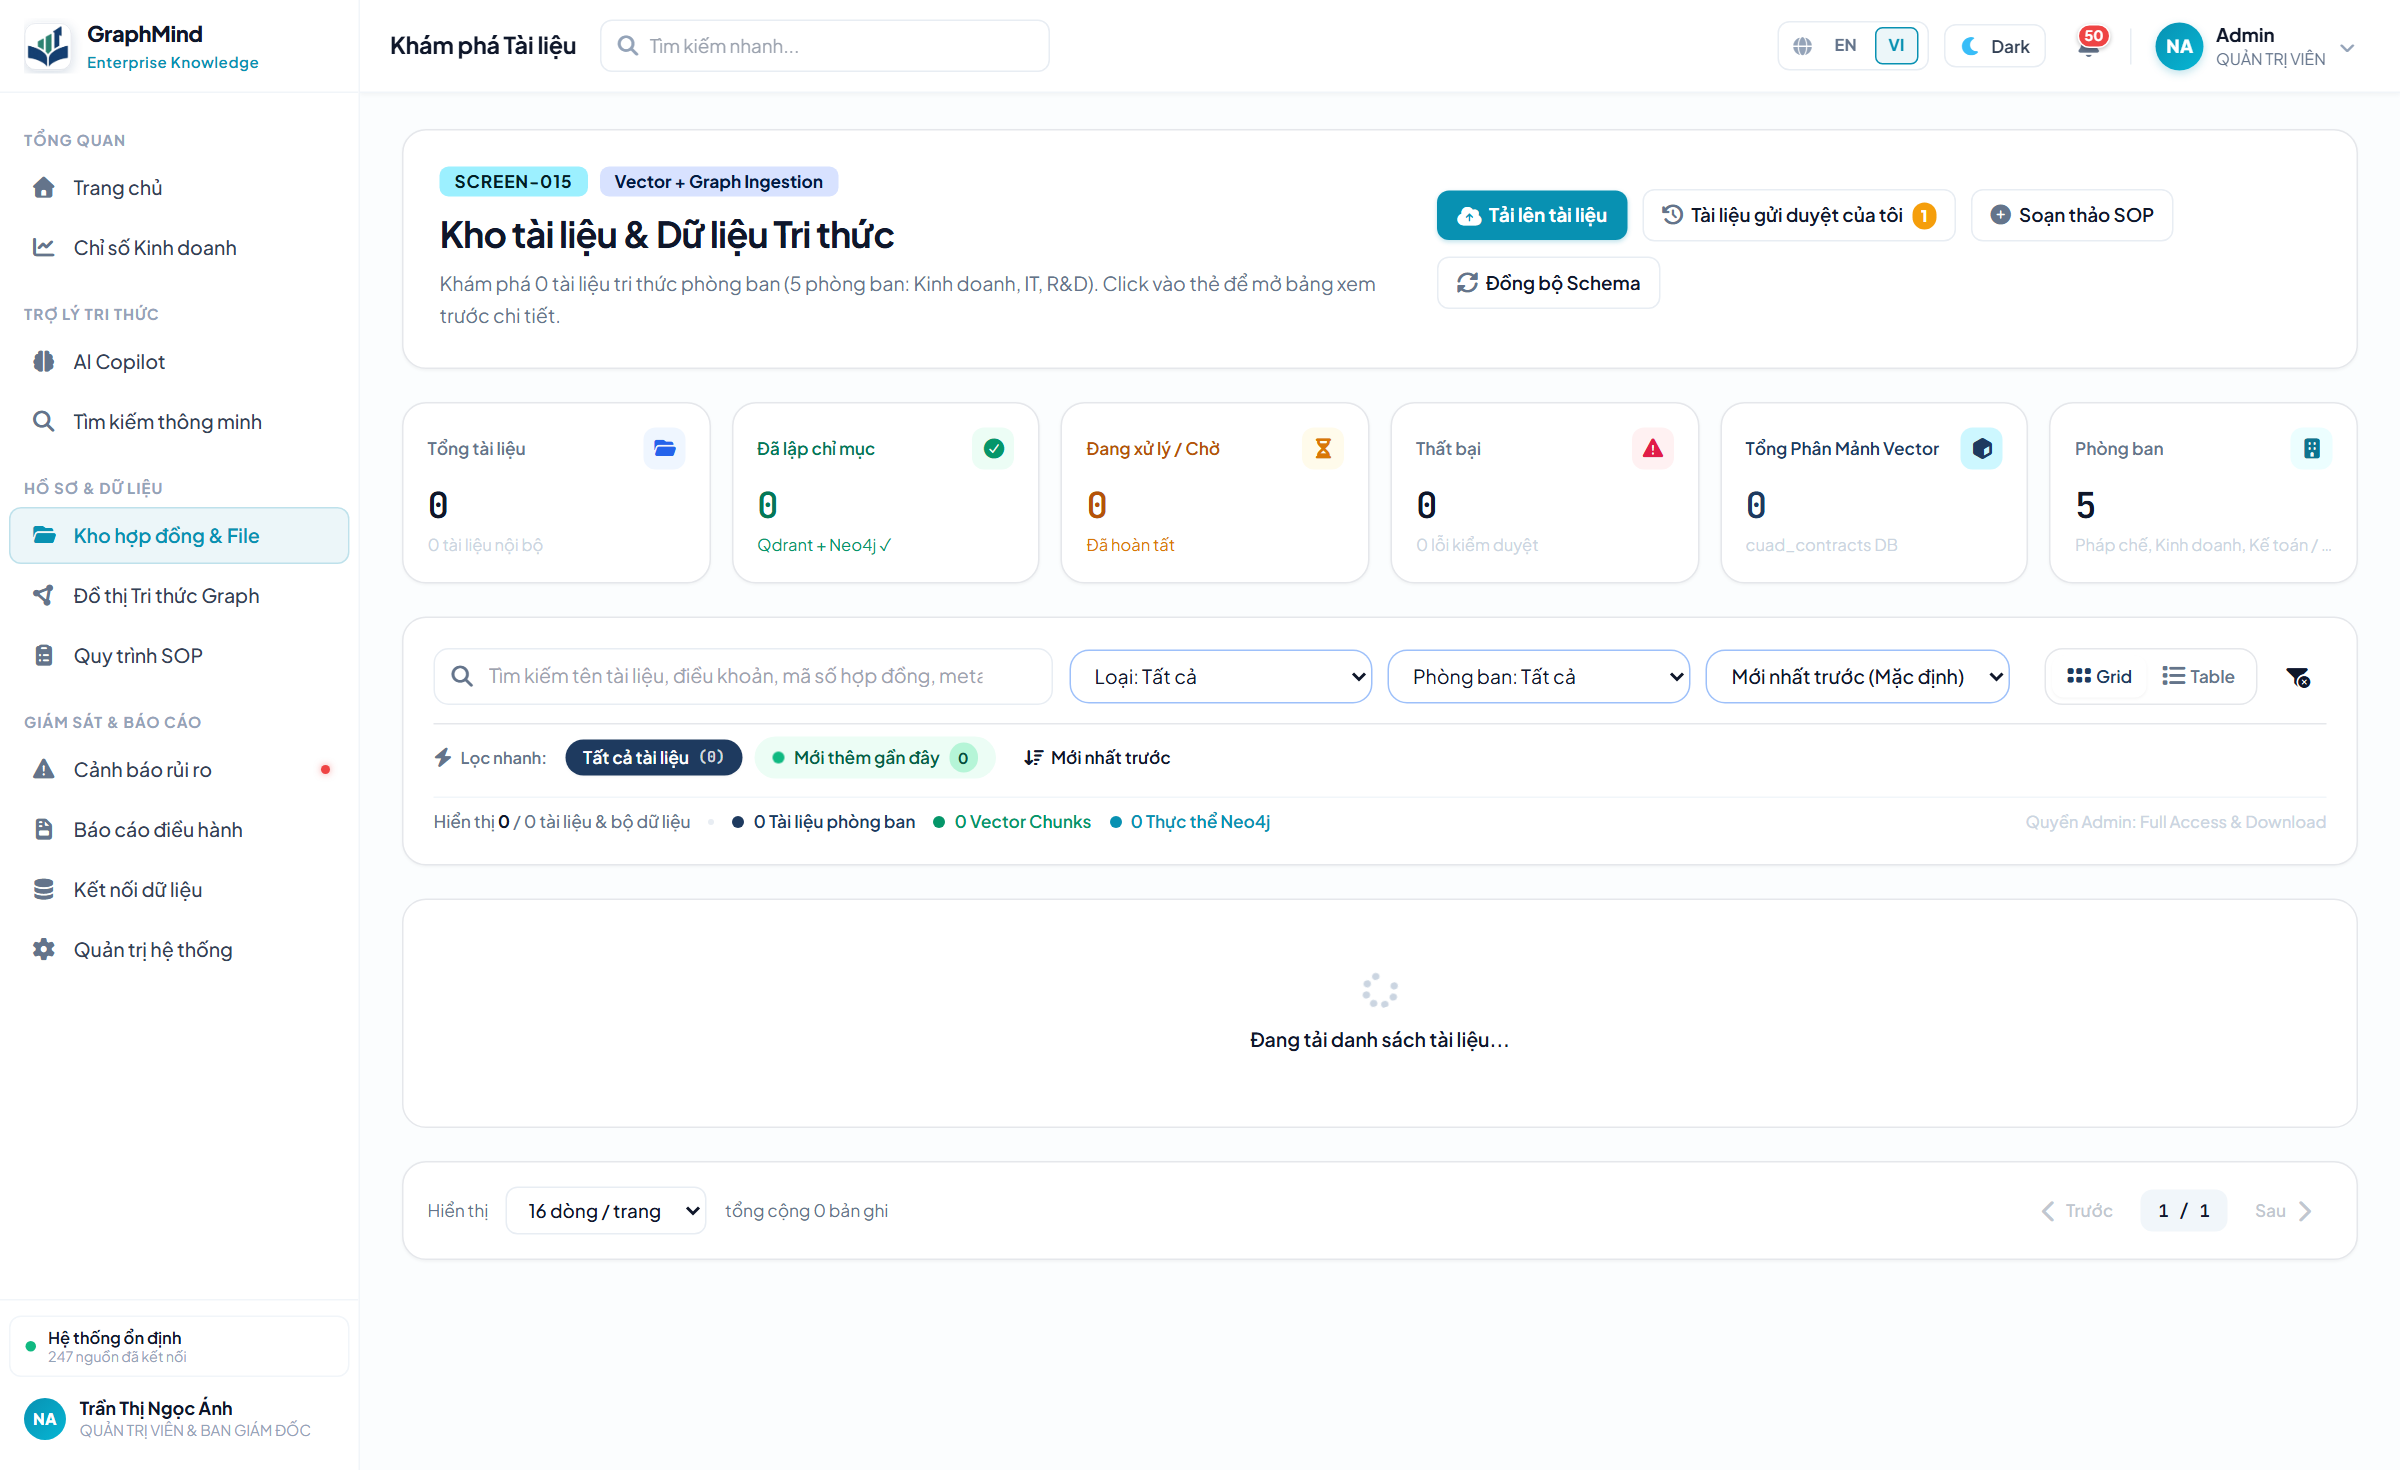 GraphMind
Enterprise Knowledge
TỔNG QUAN
Trang chủ
Chỉ số Kinh doanh
TRỢ LÝ TRI THỨC
AI Copilot
Tìm kiếm thông minh
HỒ SƠ & DỮ LIỆU
Kho hợp đồng & File
Đồ thị Tri thức Graph
Quy trình SOP
GIÁM SÁT & BÁO CÁO
Cảnh báo rủi ro
Báo cáo điều hành
Kết nối dữ liệu
Quản trị hệ thống
Hệ thống ổn định
247 nguồn đã kết nối
NA
Trần Thị Ngọc Ánh
QUẢN TRỊ VIÊN & BAN GIÁM ĐỐC
Khám phá Tài liệu
Tìm kiếm nhanh...
EN
VI
Dark
50
NA
Admin
QUẢN TRỊ VIÊN
SCREEN-015
Vector + Graph Ingestion
Kho tài liệu & Dữ liệu Tri thức
Khám phá 0 tài liệu tri thức phòng ban (5 phòng ban: Kinh doanh, IT, R&D). Click vào thẻ để mở bảng xem
trước chi tiết.
Tải lên tài liệu
Tài liệu gửi duyệt của tôi 1
Soạn thảo SOP
Đồng bộ Schema
Tổng tài liệu
0
0 tài liệu nội bộ
Đã lập chỉ mục
0
Qdrant + Neo4j ✓
Đang xử lý / Chờ
0
Đã hoàn tất
Thất bại
0
0 lỗi kiểm duyệt
Tổng Phân Mảnh Vector
0
cuad_contracts DB
Phòng ban
5
Pháp chế, Kinh doanh, Kế toán / ...
Tìm kiếm tên tài liệu, điều khoản, mã số hợp đồng, meta
Loại: Tất cả
Phòng ban: Tất cả
Mới nhất trước (Mặc định)
Grid
Table
Lọc nhanh:
Tất cả tài liệu (0)
Mới thêm gần đây 0
Mới nhất trước
Hiển thị 0 / 0 tài liệu & bộ dữ liệu
0 Tài liệu phòng ban
0 Vector Chunks
0 Thực thể Neo4j
Quyền Admin: Full Access & Download
Đang tải danh sách tài liệu...
Hiển thị
16 dòng / trang
tổng cộng 0 bản ghi
Trước
1 / 1
Sau